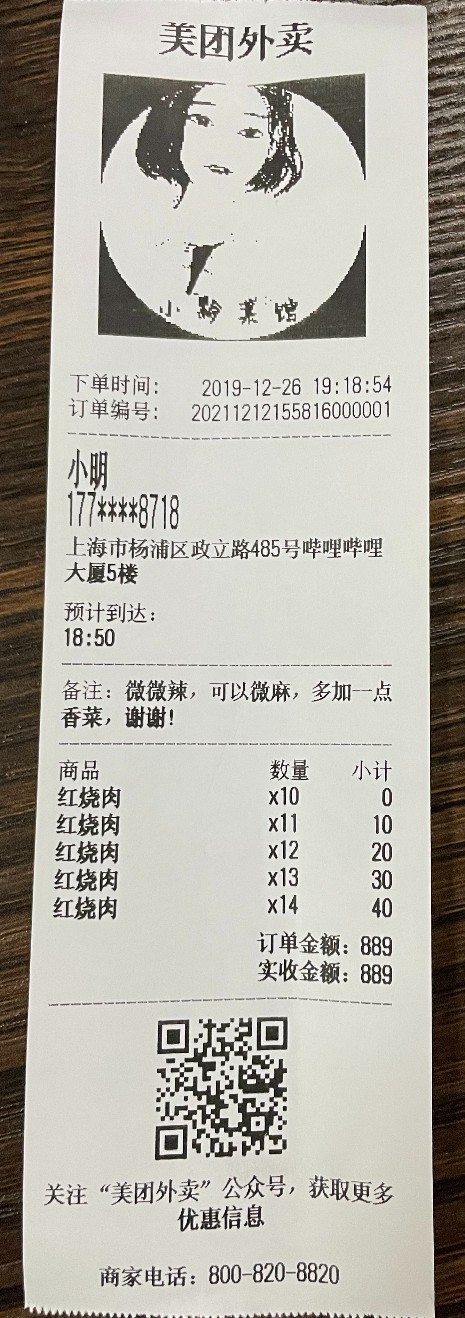 美团外卖
小龄菜馆
下单时间: 2019-12-26 19:18:54
订单编号: 20211212155816000001
小明
177****8718
上海市杨浦区政立路485号哔哩哔哩
大厦5楼
预计到达:
18:50
备注: 微微辣, 可以微麻, 多加一点
香菜, 谢谢!
商品 数量 小计
红烧肉 x10 0
红烧肉 x11 10
红烧肉 x12 20
红烧肉 x13 30
红烧肉 x14 40
订单金额: 889
实收金额: 889
关注 “美团外卖” 公众号, 获取更多
优惠信息
商家电话: 800-820-8820